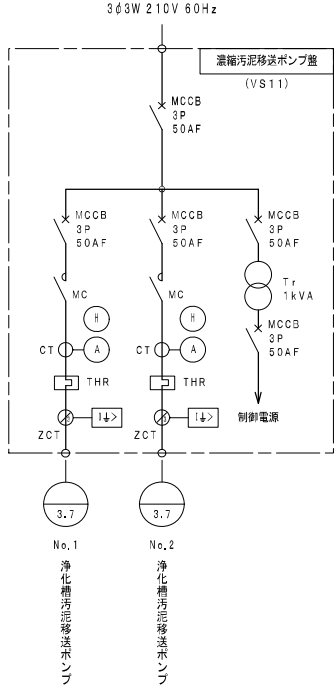 3φ3W 210V 60Hz
濃縮汚泥移送ポンプ盤
(VS11)
MCCB
3P
50AF
MCCB
3P
50AF
MCCB
3P
50AF
MCCB
3P
50AF
MC
MC
Tr
1kVA
H
H
MCCB
3P
50AF
CT
A
CT
A
THR
THR
制御電源
I⏚>
I⏚>
ZCT
ZCT
3.7
3.7
No.1
No.2
浄化槽汚泥移送ポンプ
浄化槽汚泥移送ポンプ